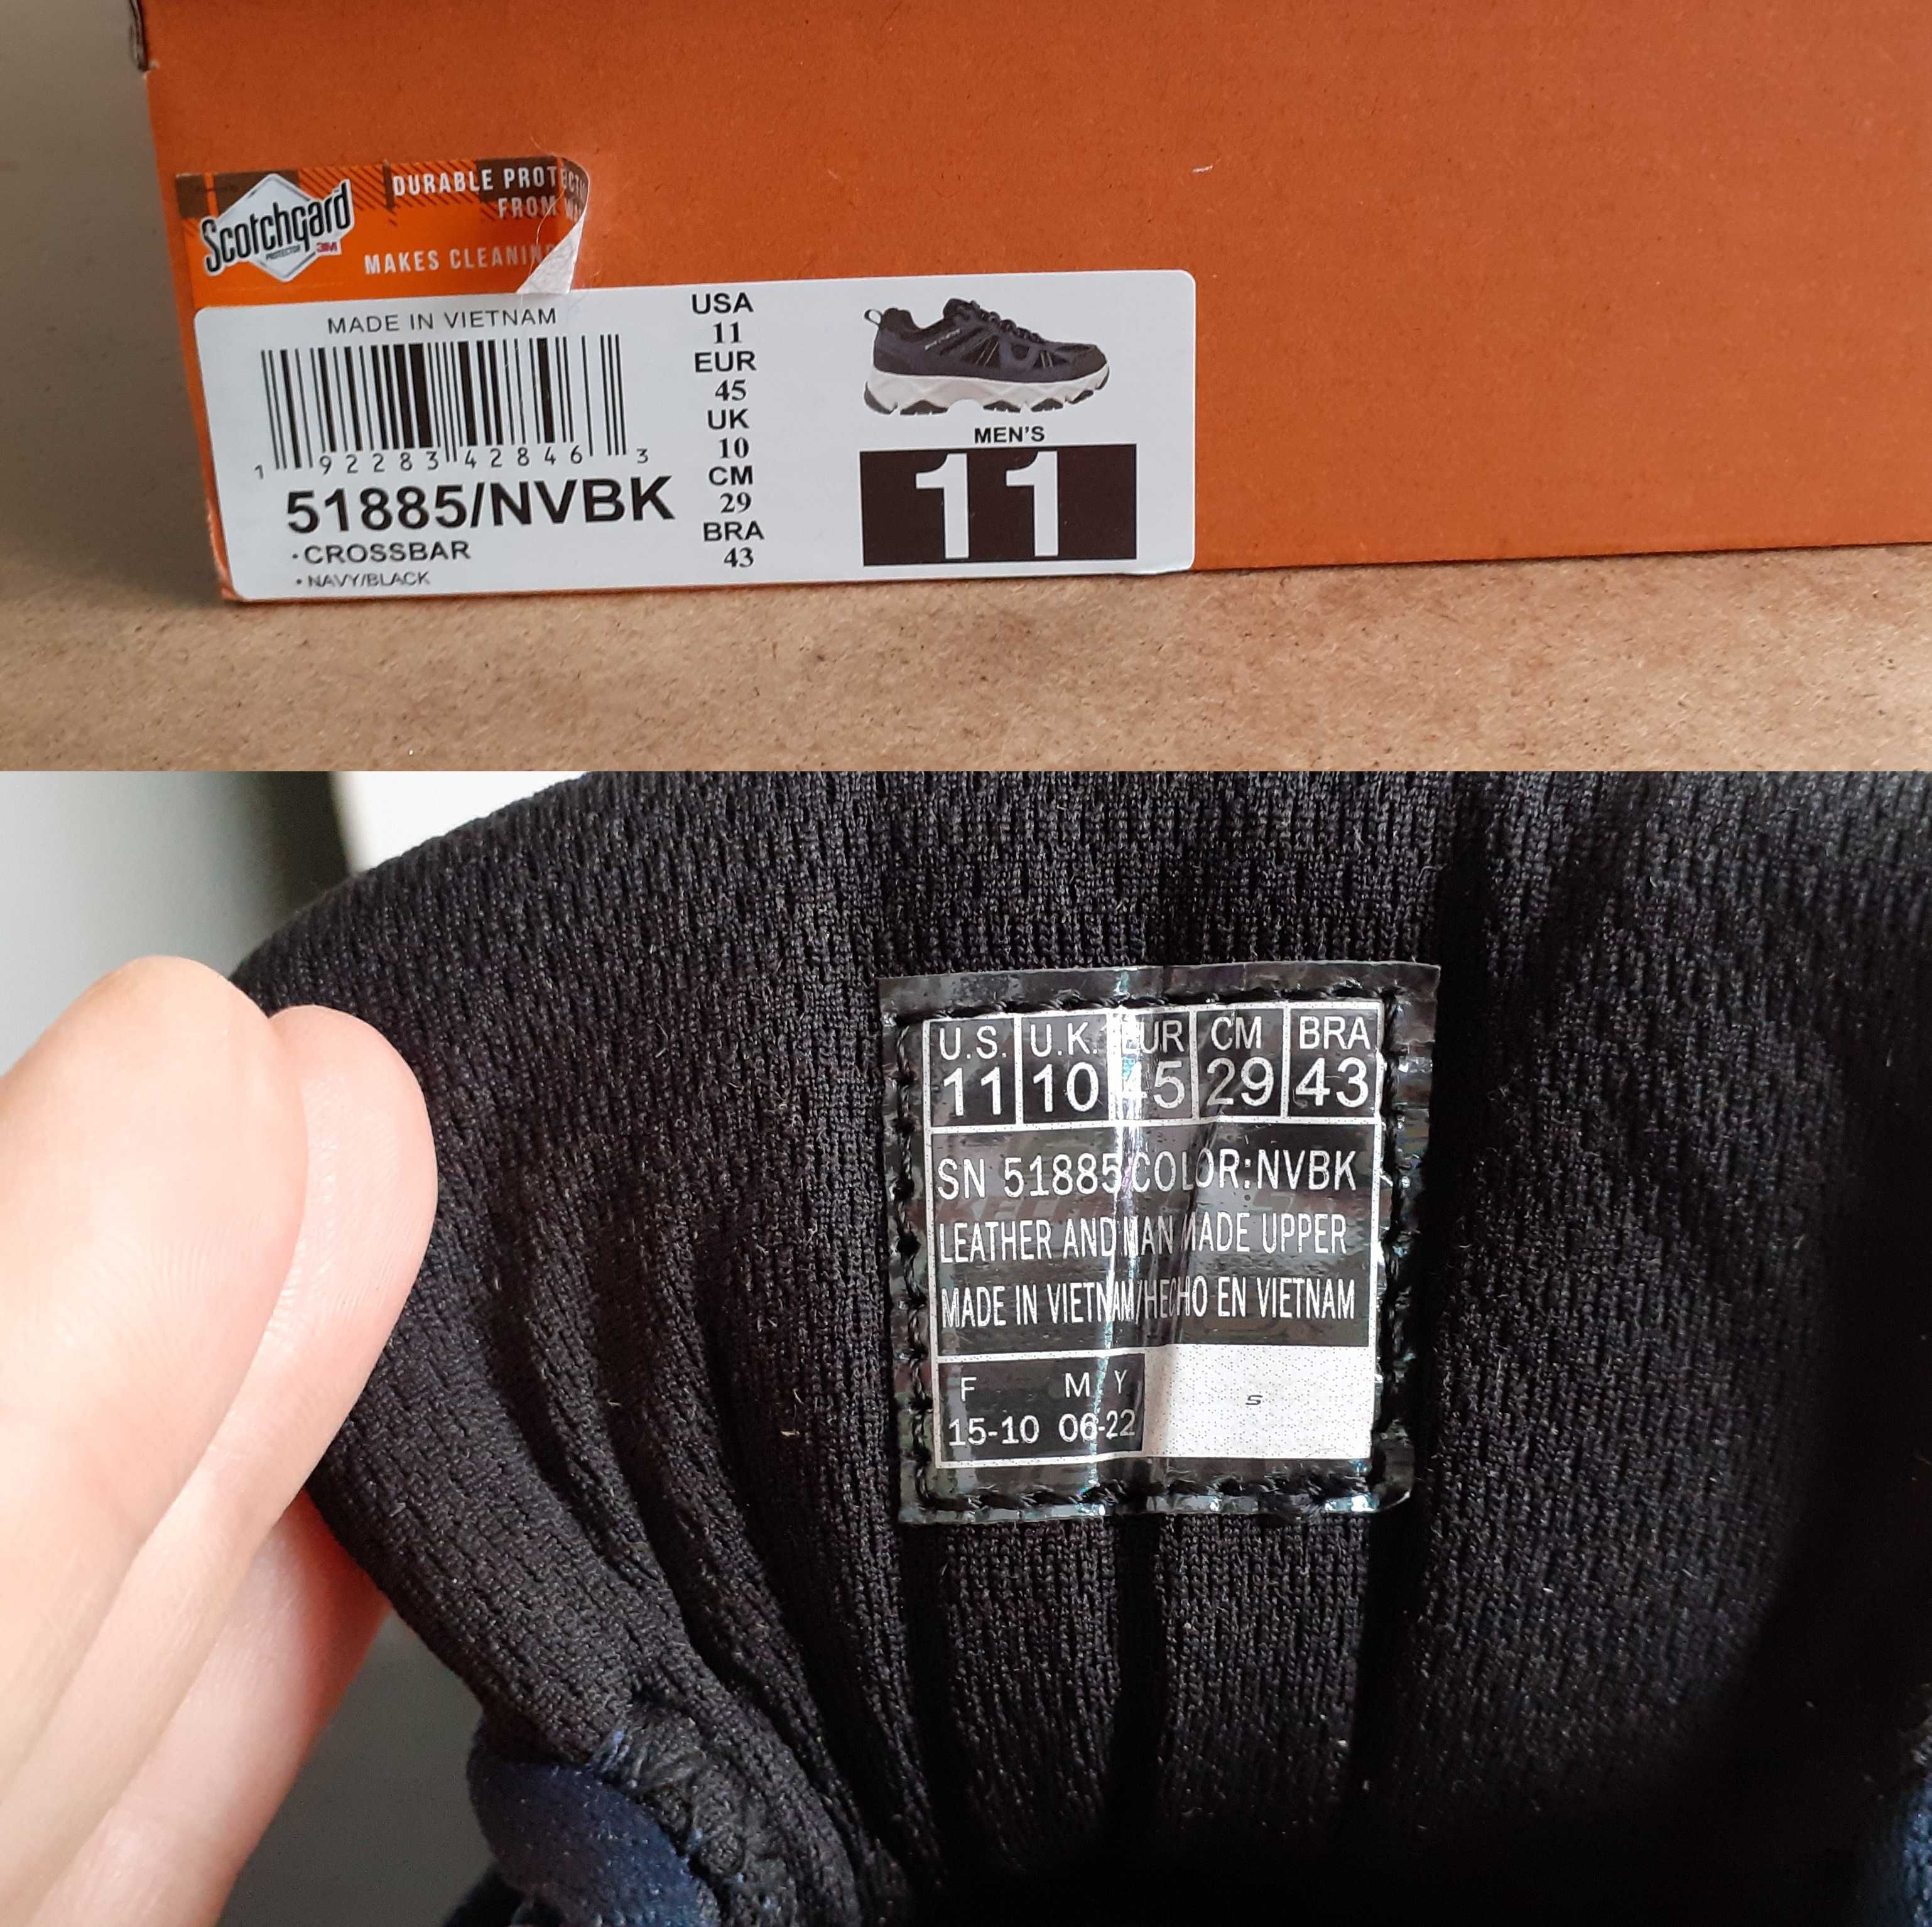 Scotchgard
PROTECTOR
3M
DURABLE PROTECT
FROM
MAKES CLEANIN
MADE IN VIETNAM
1 92283 42846 3
51885/NVBK
•CROSSBAR
•NAVY/BLACK
USA
11
EUR
45
UK
10
CM
29
BRA
43
MEN'S
11
U.S. U.K. EUR CM BRA
11 10 45 29 43
SN 51885 COLOR:NVBK
LEATHER AND MAN MADE UPPER
MADE IN VIETNAM/HECHO EN VIETNAM
F M Y
15-10 06-22
S